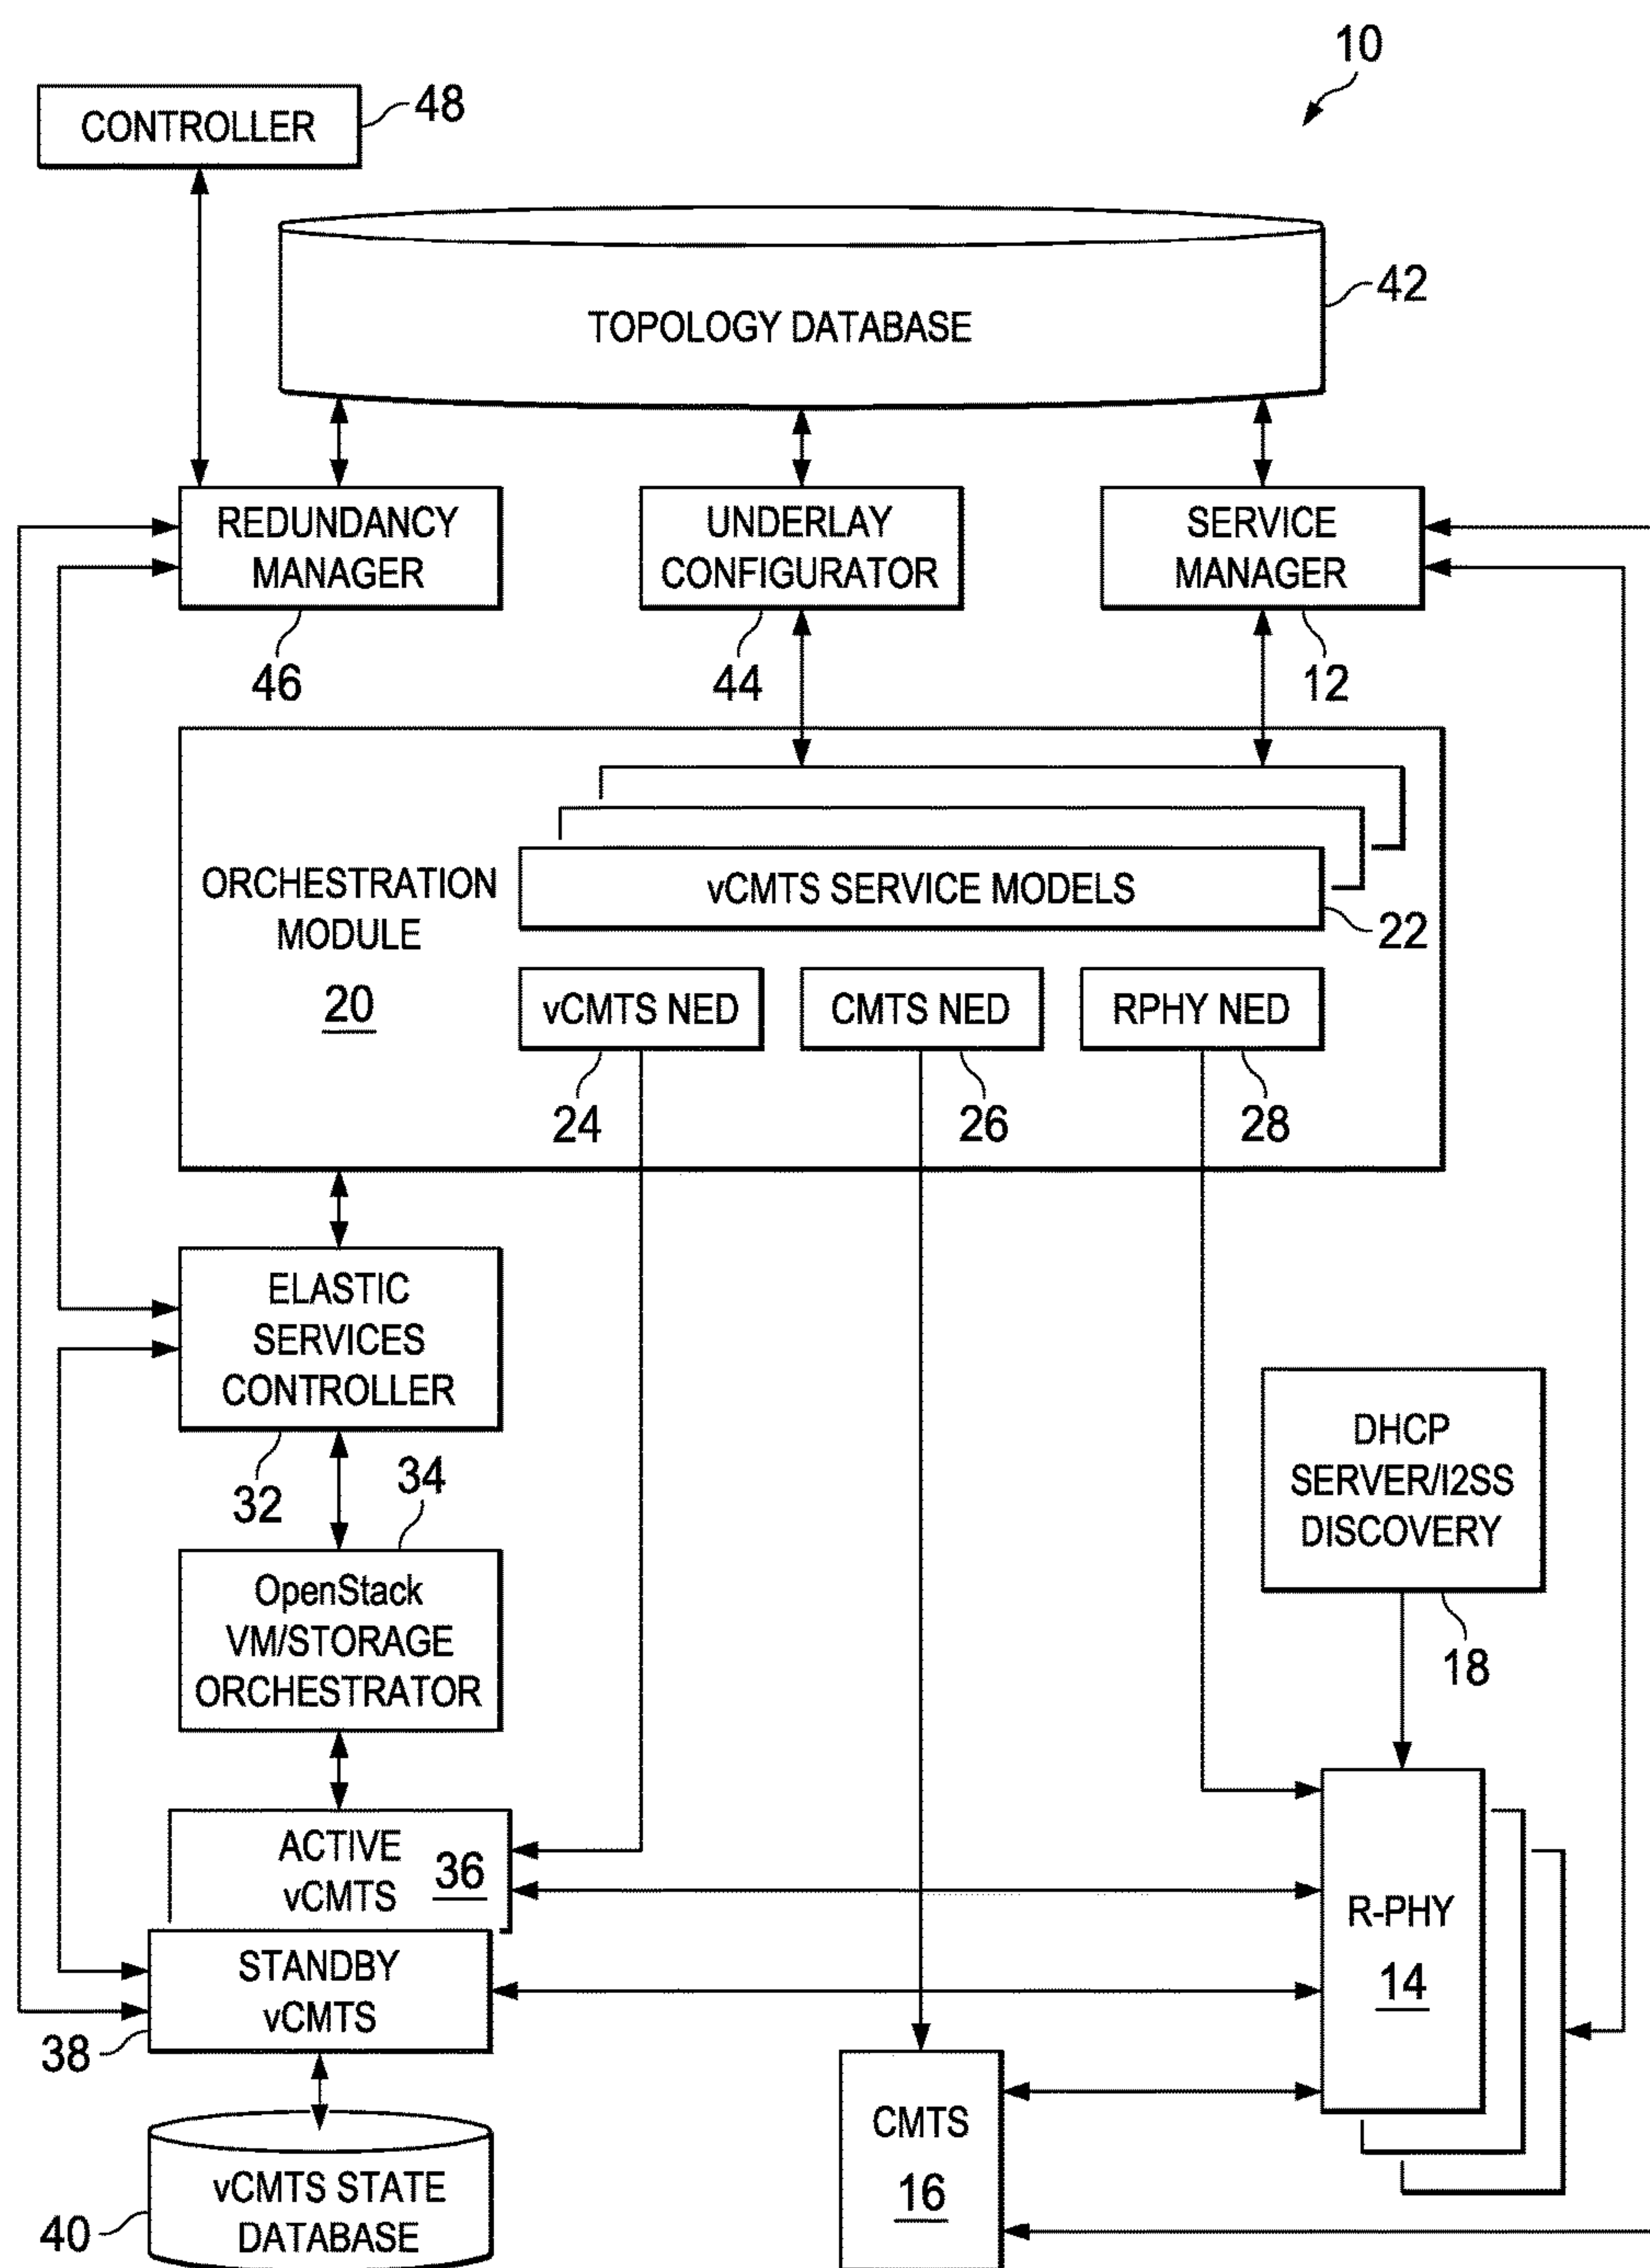 10
CONTROLLER
48
TOPOLOGY DATABASE
42
REDUNDANCY
MANAGER
46
UNDERLAY
CONFIGURATOR
44
SERVICE
MANAGER
12
ORCHESTRATION
MODULE
20
vCMTS SERVICE MODELS
22
vCMTS NED
24
CMTS NED
26
RPHY NED
28
ELASTIC
SERVICES
CONTROLLER
32
34
OpenStack
VM/STORAGE
ORCHESTRATOR
DHCP
SERVER/I2SS
DISCOVERY
18
ACTIVE
vCMTS
36
STANDBY
vCMTS
38
R-PHY
14
CMTS
16
vCMTS STATE
DATABASE
40